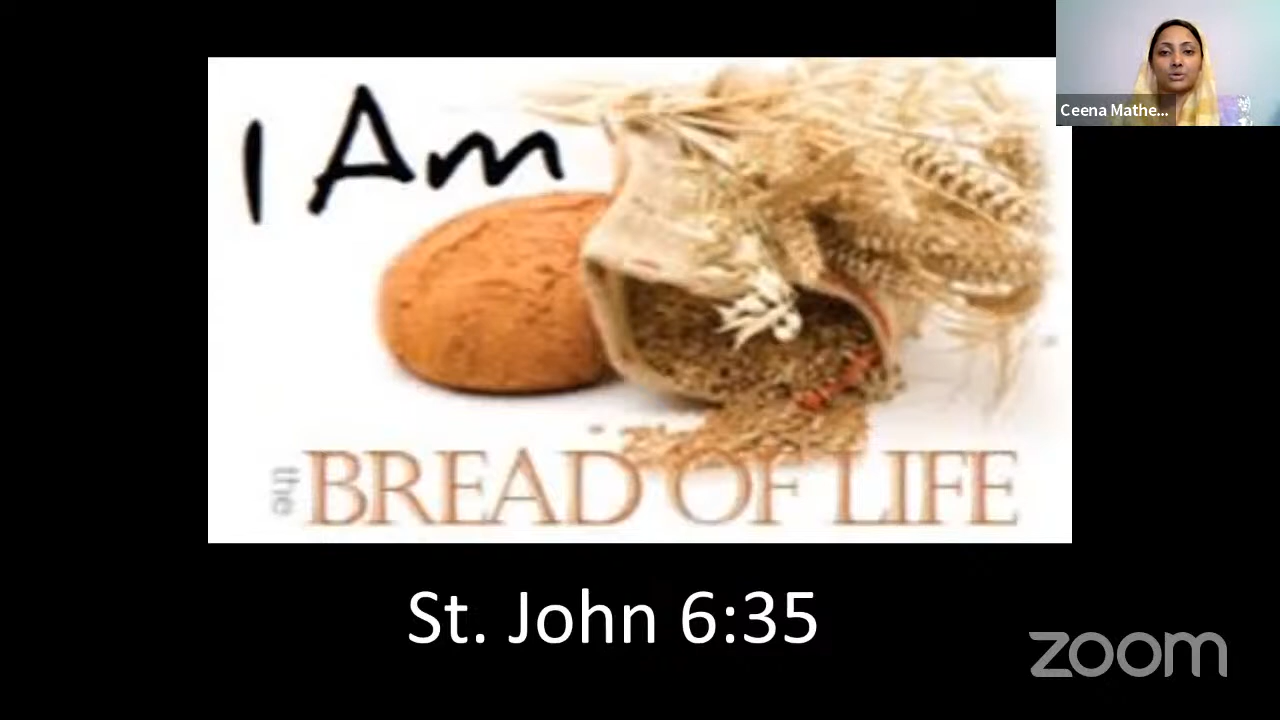 Ceena Mathe...
I Am
the BREAD OF LIFE
St. John 6:35
zoom